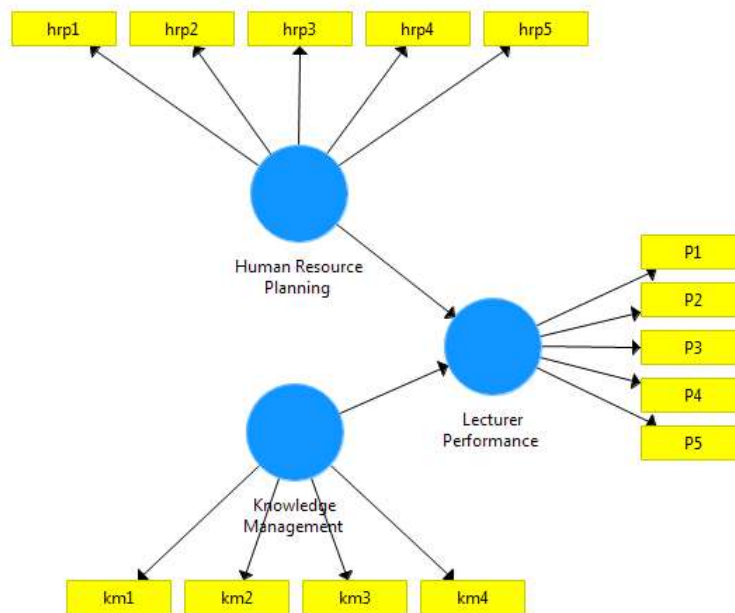 hrp1
hrp2
hrp3
hrp4
hrp5
Human Resource
Planning
P1
P2
P3
P4
P5
Lecturer
Performance
Knowledge
Management
km1
km2
km3
km4